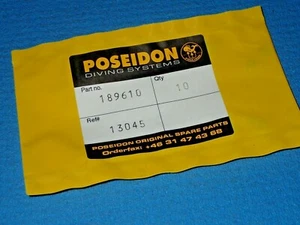 POSEIDON
DIVING SYSTEMS
Part no. Qty
189610 10
Ref#
13045
POSEIDON ORIGINAL SPARE PARTS
Orderfax: +46 31 47 43 68